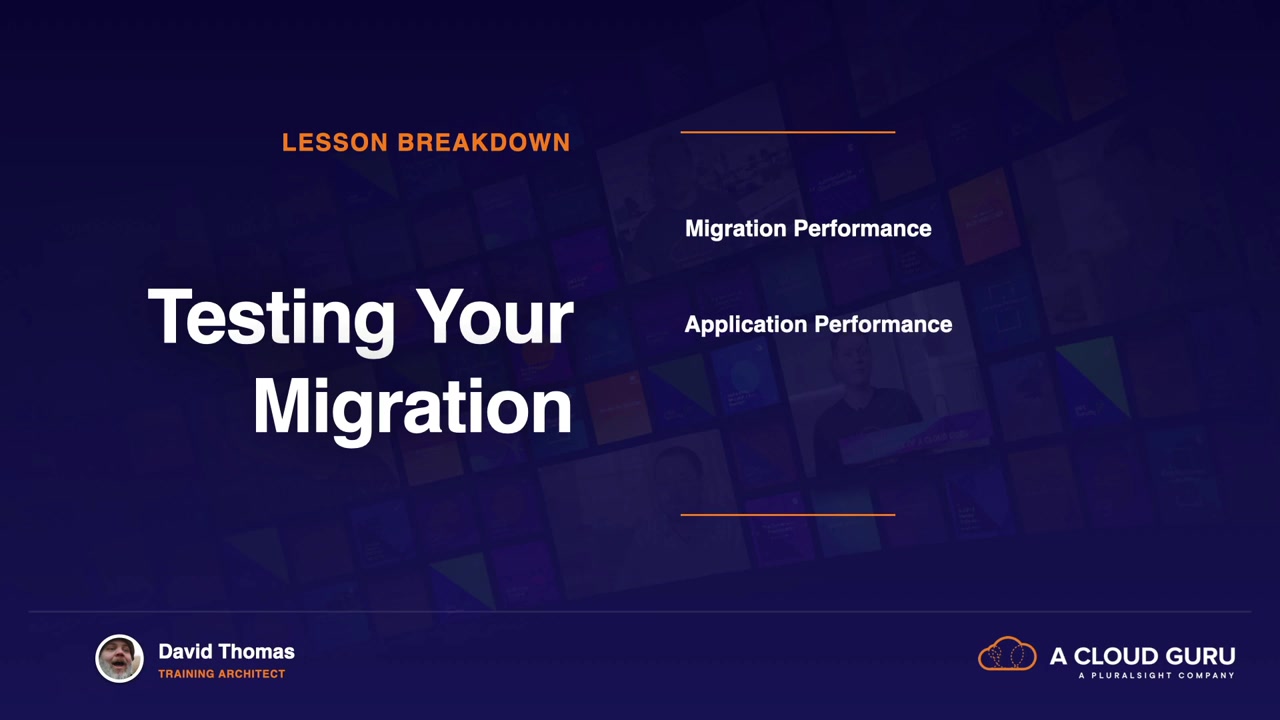 LESSON BREAKDOWN
Testing Your
Migration
Migration Performance
Application Performance
David Thomas
TRAINING ARCHITECT
A CLOUD GURU
A PLURALSIGHT COMPANY